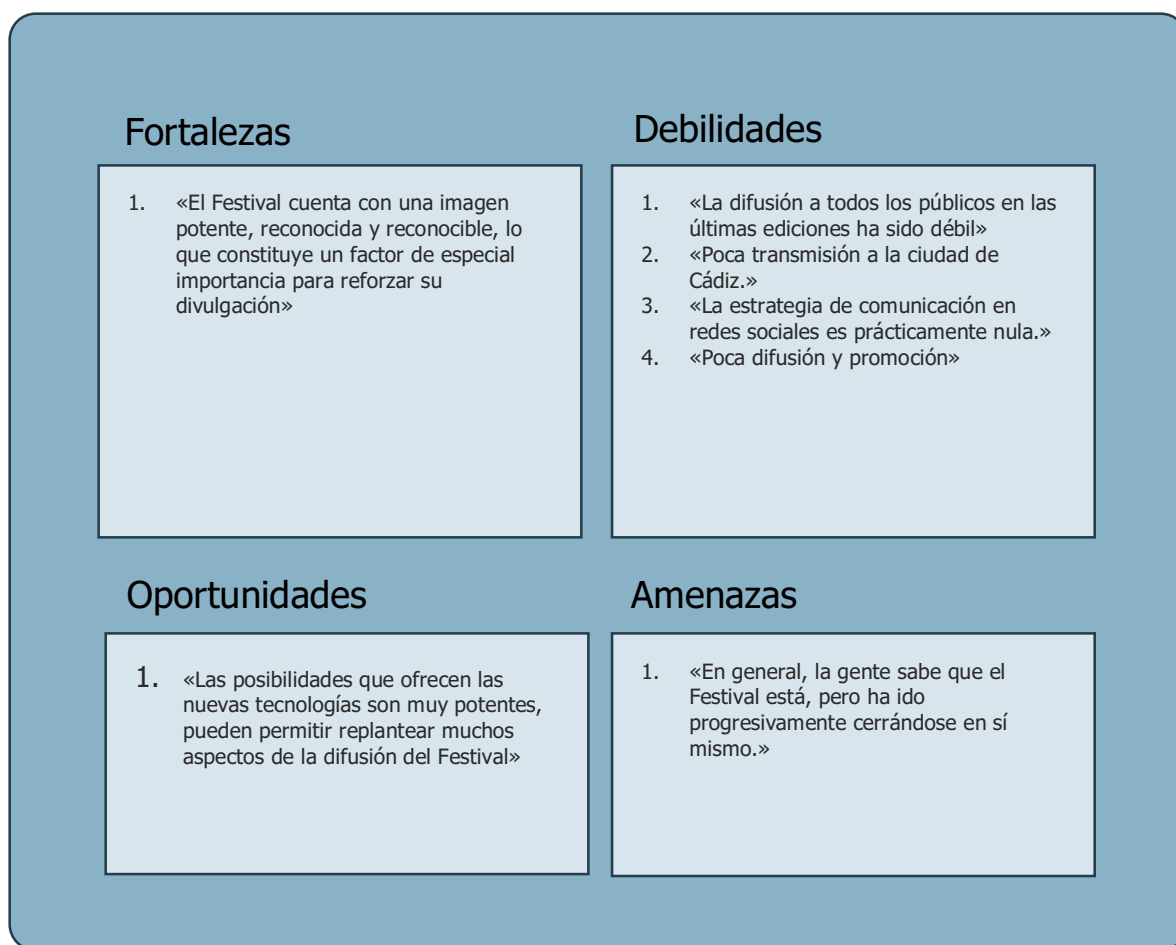 Fortalezas
1. «El Festival cuenta con una imagen
potente, reconocida y reconocible, lo
que constituye un factor de especial
importancia para reforzar su
divulgación»
Debilidades
1. «La difusión a todos los públicos en las
últimas ediciones ha sido débil»
2. «Poca transmisión a la ciudad de
Cádiz.»
3. «La estrategia de comunicación en
redes sociales es prácticamente nula.»
4. «Poca difusión y promoción»
Oportunidades
1. «Las posibilidades que ofrecen las
nuevas tecnologías son muy potentes,
pueden permitir replantear muchos
aspectos de la difusión del Festival»
Amenazas
1. «En general, la gente sabe que el
Festival está, pero ha ido
progresivamente cerrándose en sí
mismo.»